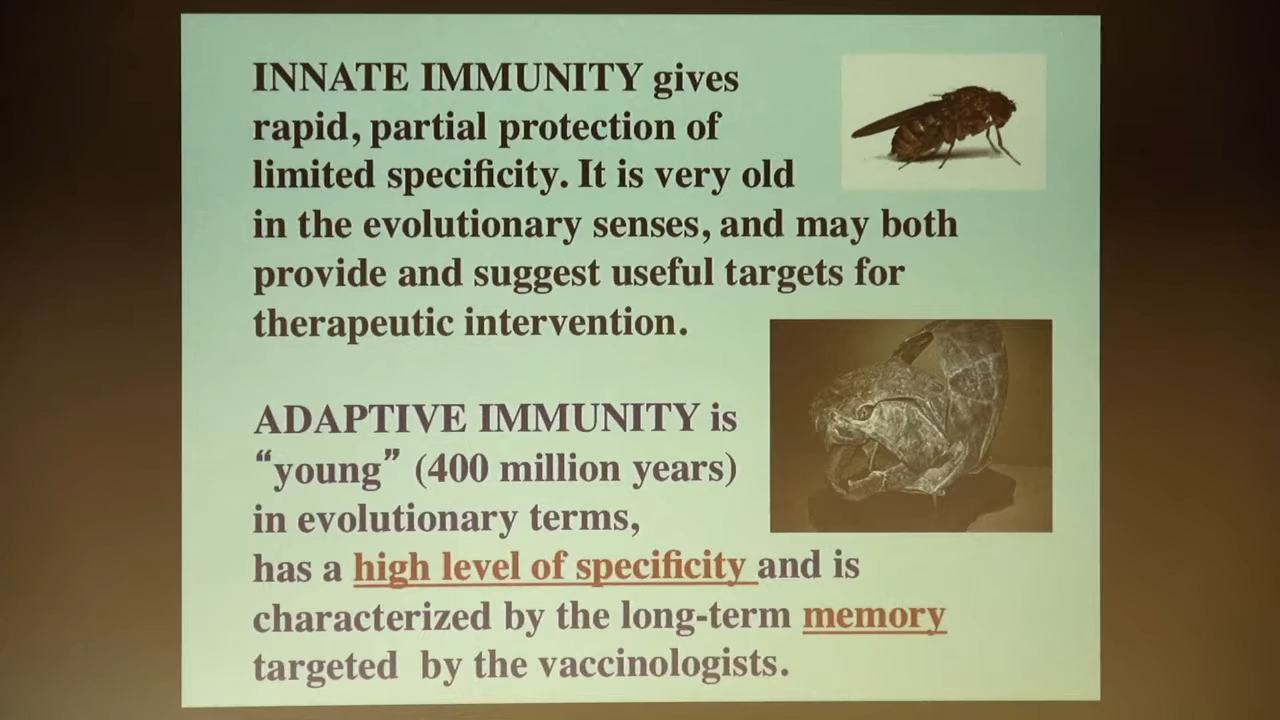 INNATE IMMUNITY gives
rapid, partial protection of
limited specificity. It is very old
in the evolutionary senses, and may both
provide and suggest useful targets for
therapeutic intervention.
ADAPTIVE IMMUNITY is
“young” (400 million years)
in evolutionary terms,
has a high level of specificity and is
characterized by the long-term memory
targeted by the vaccinologists.